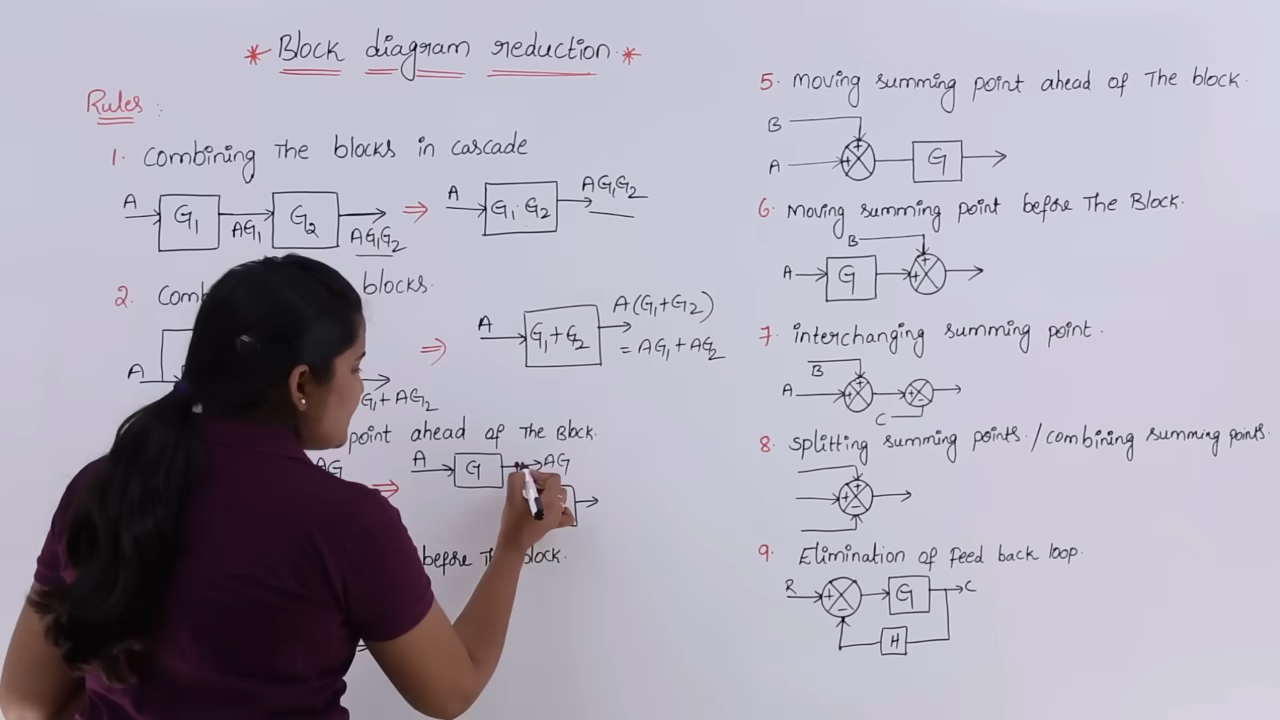 * Block diagram reduction *
Rules :
1. Combining The blocks in cascade
A G1 AG1 G2 AG1G2 ⇒ A G1.G2 AG1G2
2. blocks.
A G1+AG2 ⇒ A G1+G2 A(G1+G2)
= AG1+AG2
point ahead of The Block.
AG ⇒ A G AG
before block.
5. Moving summing point ahead of The block.
B
A + + G
6. Moving summing point before The Block.
B
A G + +
7. interchanging summing point.
B
A + + + -
C
8. splitting summing points / combining summing points.
+ + -
9. Elimination of feed back loop.
R + - G C
H